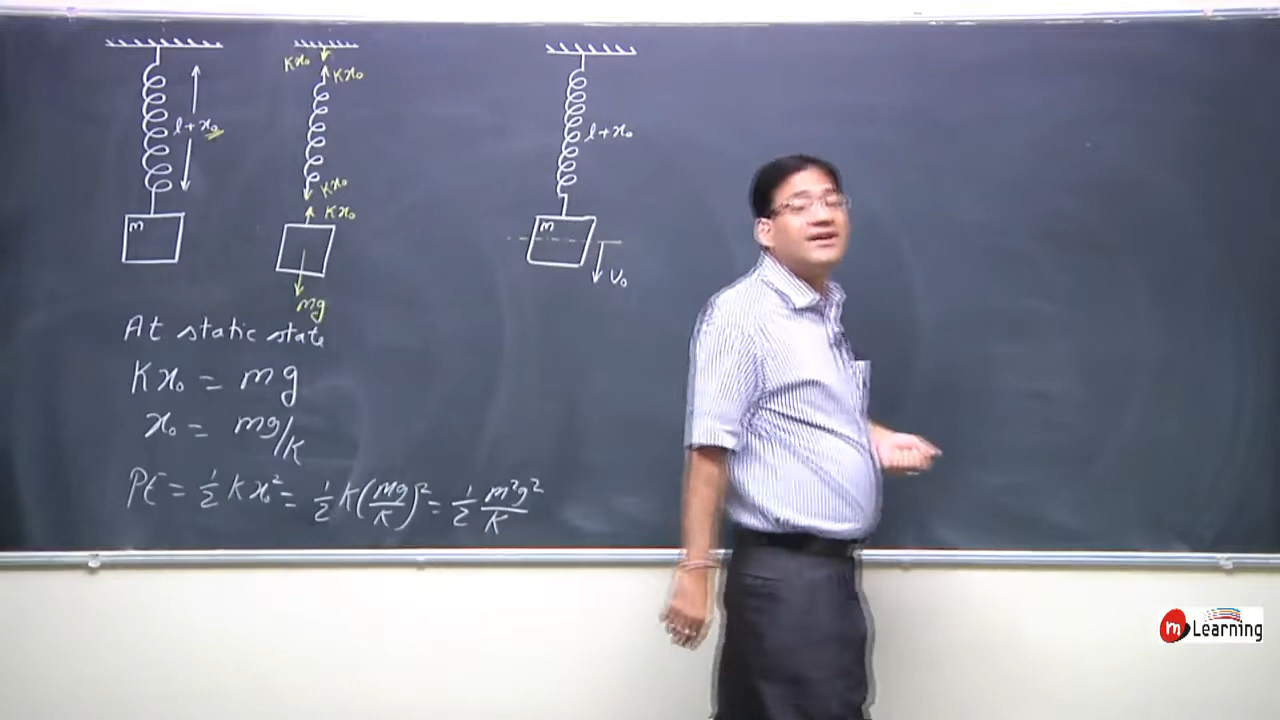 l + x₀
m
Kx₀
Kx₀
Kx₀
Kx₀
mg
l + x₀
m
v₀
At static state
Kx₀ = mg
x₀ = mg/K
PE = 1/2 Kx₀² = 1/2 K(mg/K)² = 1/2 m²g²/K
m Learning